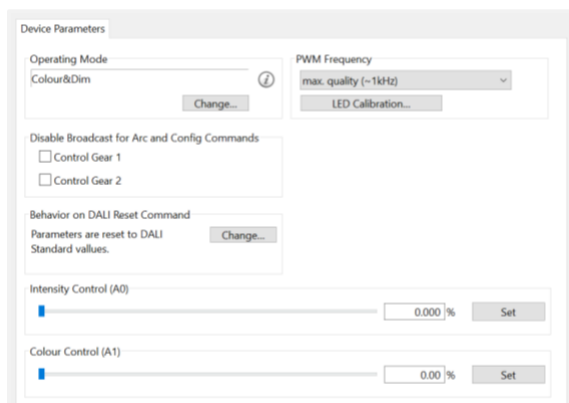 Device Parameters
Operating Mode
Colour&Dim
Change...
PWM Frequency
max. quality (~1kHz)
LED Calibration...
Disable Broadcast for Arc and Config Commands
Control Gear 1
Control Gear 2
Behavior on DALI Reset Command
Parameters are reset to DALI
Standard vallues.
Change...
Intensity Control (A0)
0.000 %
Set
Colour Control (A1)
0.00 %
Set